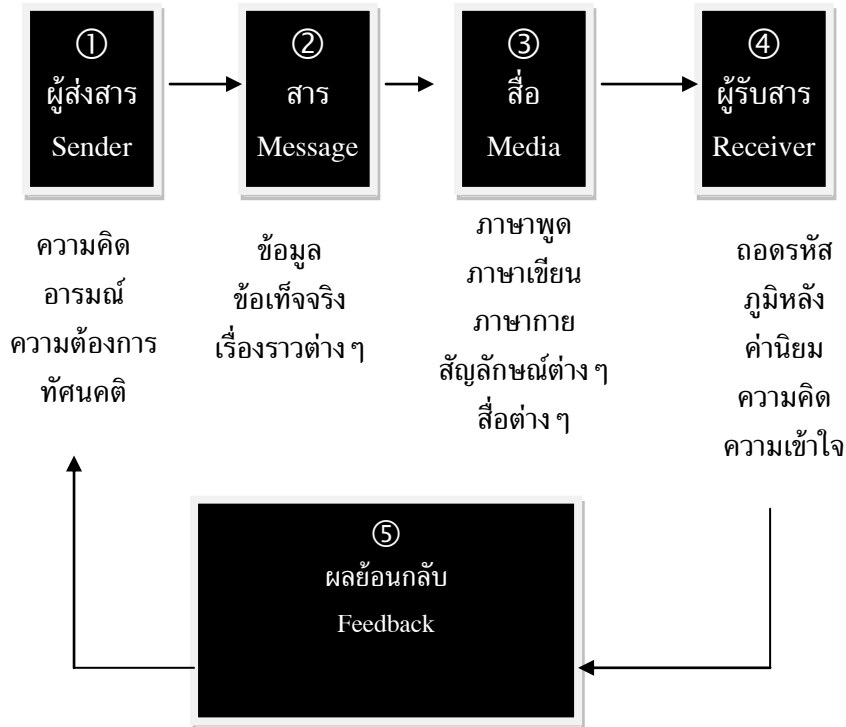 ①
ผู้ส่งสาร
Sender
②
สาร
Message
③
สื่อ
Media
④
ผู้รับสาร
Receiver
ความคิด
อารมณ์
ความต้องการ
ทัศนคติ
ข้อมูล
ข้อเท็จจริง
เรื่องราวต่าง ๆ
ภาษาพูด
ภาษาเขียน
ภาษากาย
สัญลักษณ์ต่าง ๆ
สื่อต่าง ๆ
ถอดรหัส
ภูมิหลัง
ค่านิยม
ความคิด
ความเข้าใจ
⑤
ผลย้อนกลับ
Feedback